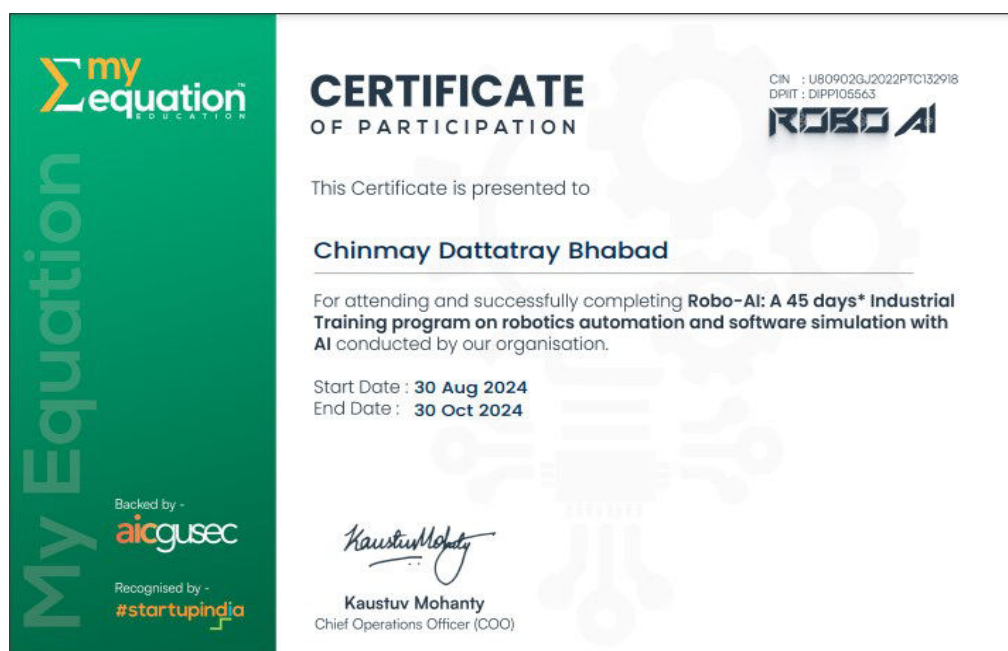 my
equation™
EDUCATION
My Equation
Backed by -
aicgusec
Recognised by -
#startupindia
CERTIFICATE
OF PARTICIPATION
CIN : U80902GJ2022PTC132918
DPIIT : DIPP105563
ROBO AI
This Certificate is presented to
Chinmay Dattatray Bhabad
For attending and successfully completing Robo-AI: A 45 days* Industrial
Training program on robotics automation and software simulation with
AI conducted by our organisation.
Start Date : 30 Aug 2024
End Date : 30 Oct 2024
Kaustuv Mohanty
Kaustuv Mohanty
Chief Operations Officer (COO)